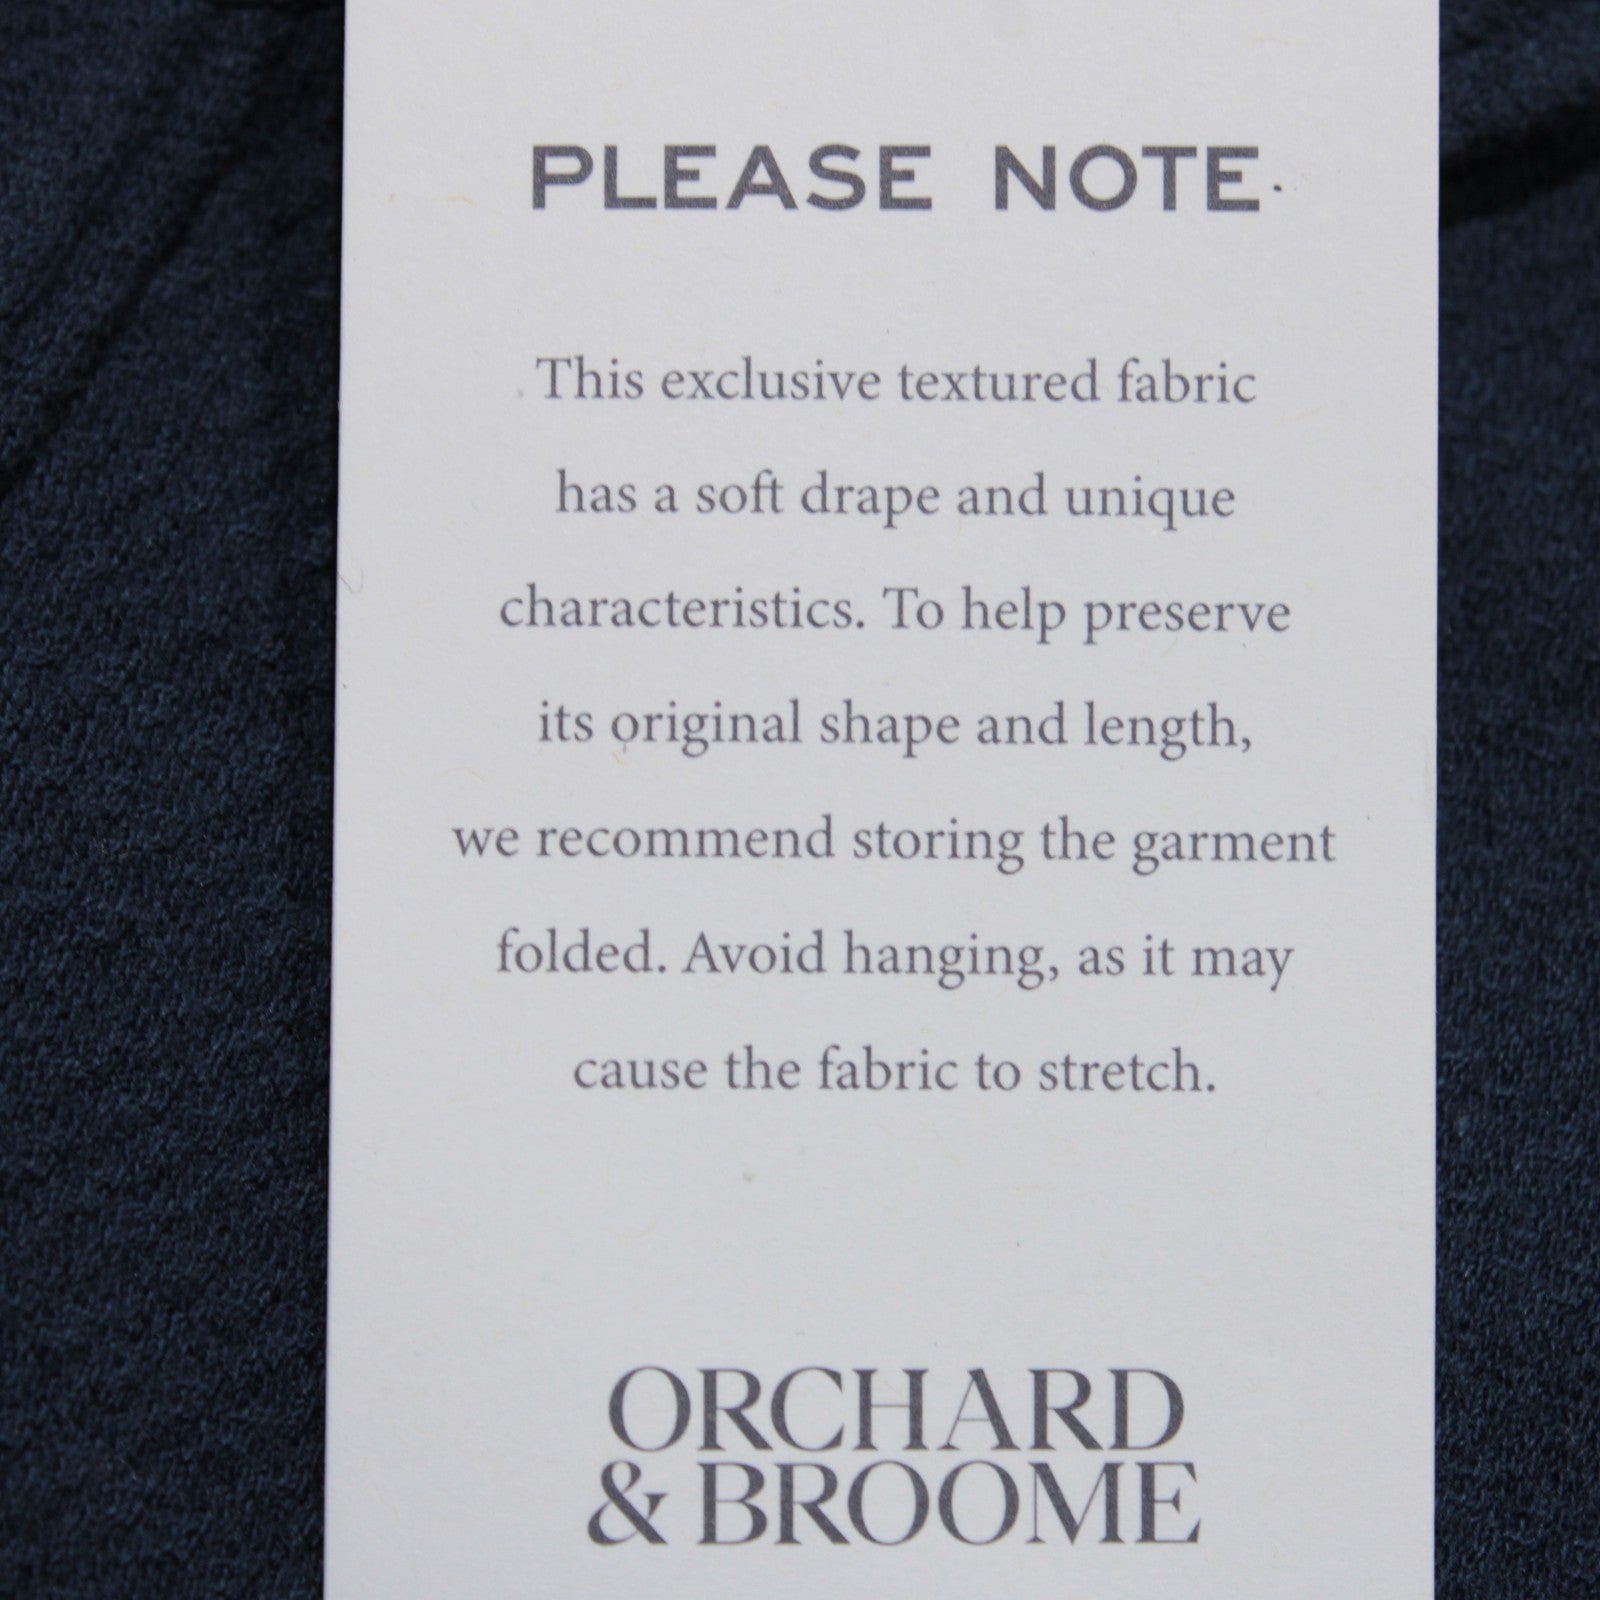 PLEASE NOTE
This exclusive textured fabric
has a soft drape and unique
characteristics. To help preserve
its original shape and length,
we recommend storing the garment
folded. Avoid hanging, as it may
cause the fabric to stretch.
ORCHARD
& BROOME